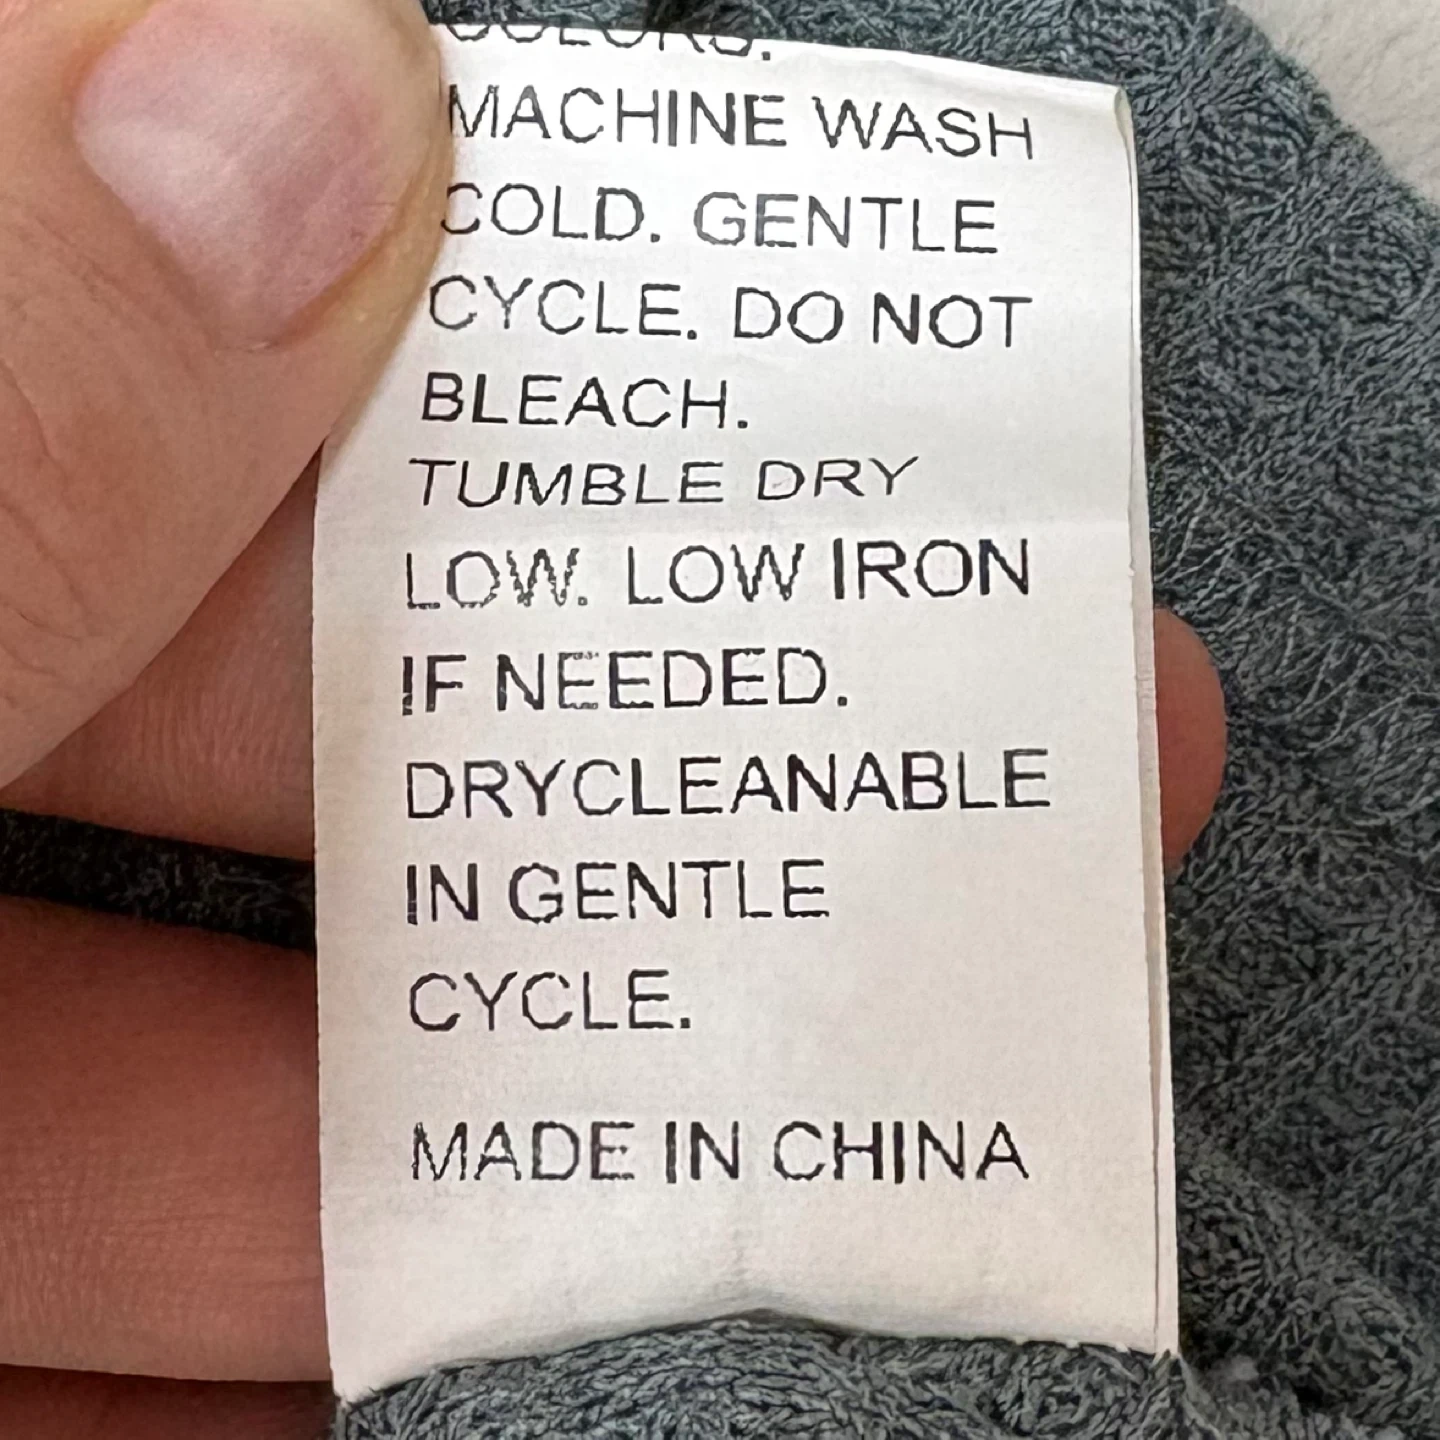 COLORS.
MACHINE WASH
COLD. GENTLE
CYCLE. DO NOT
BLEACH.
TUMBLE DRY
LOW. LOW IRON
IF NEEDED.
DRYCLEANABLE
IN GENTLE
CYCLE.
MADE IN CHINA